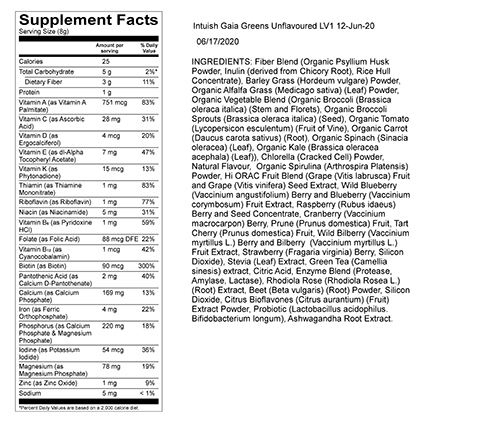 Supplement Facts
Serving Size (8g)
Amount per serving
% Daily Value
Calories 25
Total Carbohydrate 5 g 2%*
Dietary Fiber 3 g 11%
Protein 1 g
Vitamin A (as Vitamin A Palmitate) 751 mcg 83%
Vitamin C (as Ascorbic Acid) 28 mg 31%
Vitamin D (as Ergocalciferol) 4 mcg 20%
Vitamin E (as dl-Alpha Tocopheryl Acetate) 7 mg 47%
Vitamin K (as Phytonadione) 15 mcg 13%
Thiamin (as Thiamine Mononitrate) 1 mg 83%
Riboflavin (as Riboflavin) 1 mg 77%
Niacin (as Niacinamide) 5 mg 31%
Vitamin B₆ (as Pyridoxine HCl) 1 mg 59%
Folate (as Folic Acid) 88 mcg DFE 22%
Vitamin B₁₂ (as Cyanocobalamin) 1 mcg 42%
Biotin (as Biotin) 90 mcg 300%
Pantothenic Acid (as Calcium D-Pantothenate) 2 mg 40%
Calcium (as Calcium Phosphate) 169 mg 13%
Iron (as Ferric Orthophosphate) 4 mg 22%
Phosphorus (as Calcium Phosphate & Magnesium Phosphate) 220 mg 18%
Iodine (as Potassium Iodide) 54 mcg 36%
Magnesium (as Magnesium Phosphate) 78 mg 19%
Zinc (as Zinc Oxide) 1 mg 9%
Sodium 5 mg < 1%
*Percent Daily Values are based on a 2,000 calorie diet.
Intuish Gaia Greens Unflavoured LV1 12-Jun-20
06/17/2020
INGREDIENTS: Fiber Blend (Organic Psyllium Husk
Powder, Inulin (derived from Chicory Root), Rice Hull
Concentrate), Barley Grass (Hordeum vulgare) Powder,
Organic Alfalfa Grass (Medicago sativa) (Leaf) Powder,
Organic Vegetable Blend (Organic Broccoli (Brassica
oleraca italica) (Stem and Florets), Organic Broccoli
Sprouts (Brassica oleraca italica) (Seed), Organic Tomato
(Lycopersicon esculentum) (Fruit of Vine), Organic Carrot
(Daucus carota sativus) (Root), Organic Spinach (Sinacia
oleracea) (Leaf), Organic Kale (Brassica oleracea
acephala) (Leaf)), Chlorella (Cracked Cell) Powder,
Natural Flavour, Organic Spirulina (Arthrospira Platensis)
Powder, Hi ORAC Fruit Blend (Grape (Vitis labrusca) Fruit
and Grape (Vitis vinifera) Seed Extract, Wild Blueberry
(Vaccinium angustifolium) Berry and Blueberry (Vaccinium
corymbosum) Fruit Extract, Raspberry (Rubus idaeus)
Berry and Seed Concentrate, Cranberry (Vaccinium
macrocarpon) Berry, Prune (Prunus domestica) Fruit, Tart
Cherry (Prunus domestica) Fruit, Wild Bilberry (Vaccinium
myrtillus L.) Berry and Bilberry (Vaccinium myrtillus L.)
Fruit Extract, Strawberry (Fragaria virginia) Berry, Silicon
Dioxide), Stevia (Leaf) Extract, Green Tea (Camellia
sinesis) extract, Citric Acid, Enzyme Blend (Protease,
Amylase, Lactase), Rhodiola Rose (Rhodiola Rosea L.)
(Root) Extract, Beet (Beta vulgaris) (Root) Powder, Silicon
Dioxide, Citrus Bioflavones (Citrus aurantium) (Fruit)
Extract Powder, Probiotic (Lactobacillus acidophilus.
Bifidobacterium longum), Ashwagandha Root Extract.